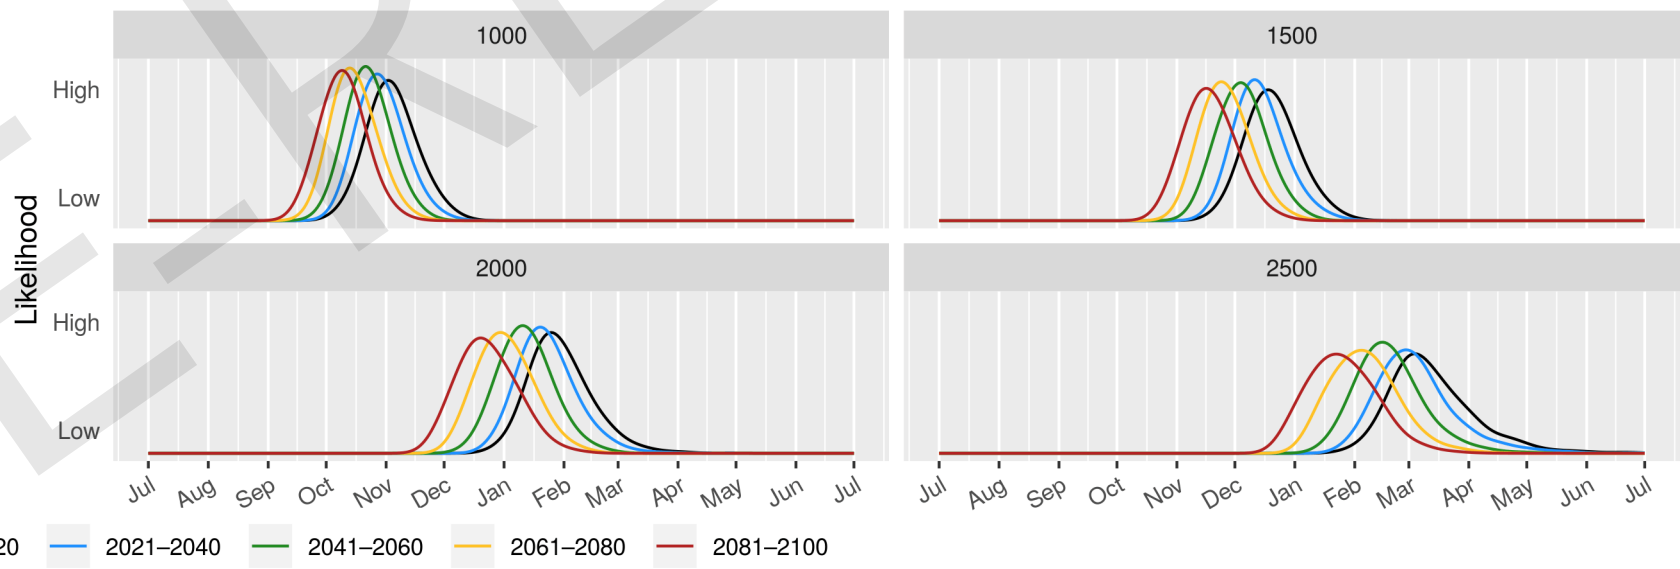 1000 1500
High
Low
2000 2500
High
Low
Likelihood
Jul Aug Sep Oct Nov Dec Jan Feb Mar Apr May Jun Jul Jul Aug Sep Oct Nov Dec Jan Feb Mar Apr May Jun Jul
20 2021–2040 2041–2060 2061–2080 2081–2100